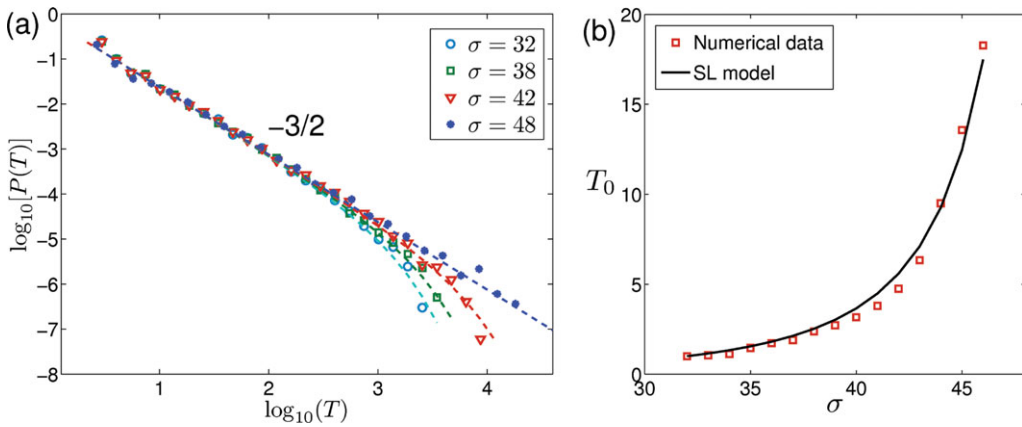 (a)
0
-1
-2
-3
-4
-5
-6
-7
-8
log₁₀[P(T)]
1
2
3
4
log₁₀(T)
−3/2
σ = 32
σ = 38
σ = 42
σ = 48
(b)
20
15
10
5
0
T₀
30
35
40
45
σ
Numerical data
SL model